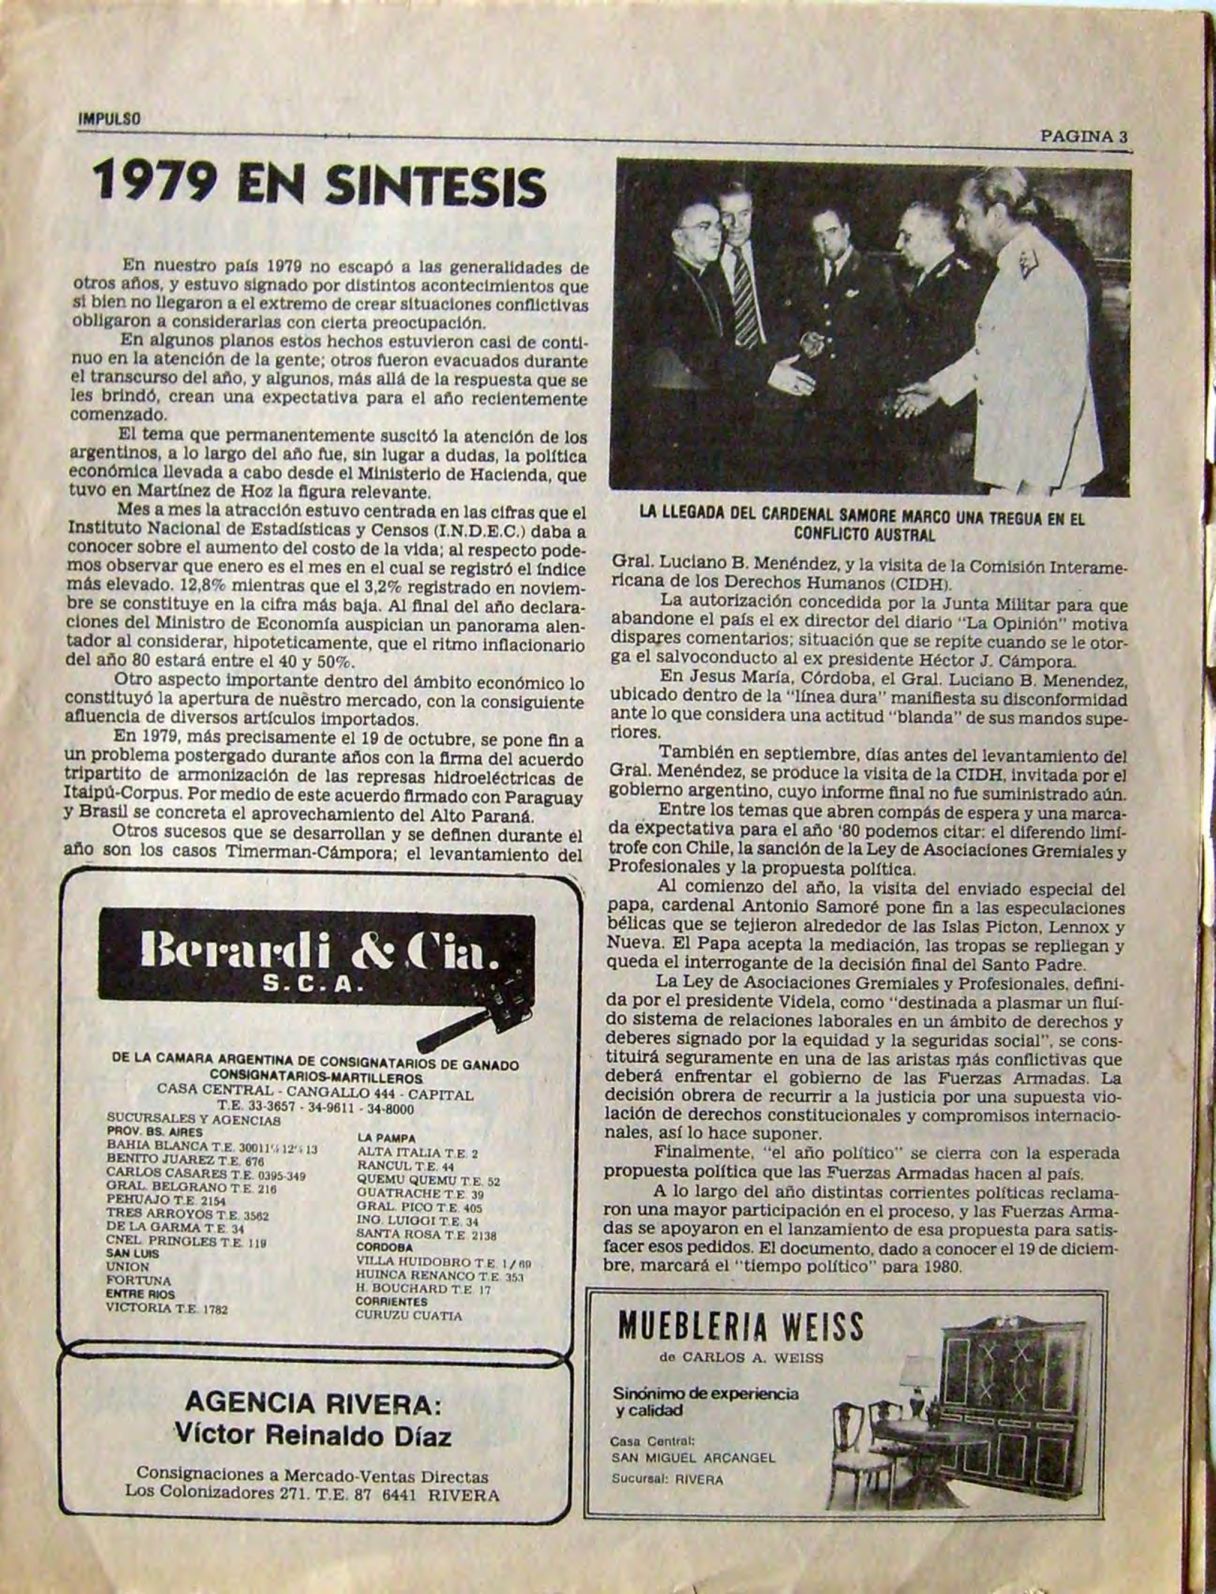 IMPULSO
PAGINA 3
1979 EN SINTESIS
En nuestro país 1979 no escapó a las generalidades de
otros años, y estuvo signado por distintos acontecimientos que
si bien no llegaron a el extremo de crear situaciones conflictivas
obligaron a considerarlas con cierta preocupación.
En algunos planos estos hechos estuvieron casi de conti-
nuo en la atención de la gente; otros fueron evacuados durante
el transcurso del año, y algunos, más allá de la respuesta que se
les brindó, crean una expectativa para el año recientemente
comenzado.
El tema que permanentemente suscitó la atención de los
argentinos, a lo largo del año fue, sin lugar a dudas, la política
económica llevada a cabo desde el Ministerio de Hacienda, que
tuvo en Martínez de Hoz la figura relevante.
Mes a mes la atracción estuvo centrada en las cifras que el
Instituto Nacional de Estadísticas y Censos (I.N.D.E.C.) daba a
conocer sobre el aumento del costo de la vida; al respecto pode-
mos observar que enero es el mes en el cual se registró el índice
más elevado. 12,8% mientras que el 3,2% registrado en noviem-
bre se constituye en la cifra más baja. Al final del año declara-
ciones del Ministro de Economía auspician un panorama alen-
tador al considerar, hipoteticamente, que el ritmo inflacionario
del año 80 estará entre el 40 y 50%.
Otro aspecto importante dentro del ámbito económico lo
constituyó la apertura de nuestro mercado, con la consiguiente
afluencia de diversos artículos importados.
En 1979, más precisamente el 19 de octubre, se pone fin a
un problema postergado durante años con la firma del acuerdo
tripartito de armonización de las represas hidroeléctricas de
Itaipú-Corpus. Por medio de este acuerdo firmado con Paraguay
y Brasil se concreta el aprovechamiento del Alto Paraná.
Otros sucesos que se desarrollan y se definen durante el
año son los casos Timerman-Cámpora; el levantamiento del
LA LLEGADA DEL CARDENAL SAMORE MARCO UNA TREGUA EN EL
CONFLICTO AUSTRAL
Gral. Luciano B. Menéndez, y la visita de la Comisión Interame-
ricana de los Derechos Humanos (CIDH).
La autorización concedida por la Junta Militar para que
abandone el país el ex director del diario "La Opinión" motiva
dispares comentarios; situación que se repite cuando se le otor-
ga el salvoconducto al ex presidente Héctor J. Cámpora.
En Jesus María, Córdoba, el Gral. Luciano B. Menendez,
ubicado dentro de la "línea dura" manifiesta su disconformidad
ante lo que considera una actitud "blanda" de sus mandos supe-
riores.
También en septiembre, días antes del levantamiento del
Gral. Menéndez, se produce la visita de la CIDH, invitada por el
gobierno argentino, cuyo informe final no fue suministrado aún.
Entre los temas que abren compás de espera y una marca-
da expectativa para el año '80 podemos citar: el diferendo limí-
trofe con Chile, la sanción de la Ley de Asociaciones Gremiales y
Profesionales y la propuesta política.
Al comienzo del año, la visita del enviado especial del
papa, cardenal Antonio Samoré pone fin a las especulaciones
bélicas que se tejieron alrededor de las Islas Picton, Lennox y
Nueva. El Papa acepta la mediación, las tropas se repliegan y
queda el interrogante de la decisión final del Santo Padre.
La Ley de Asociaciones Gremiales y Profesionales, defini-
da por el presidente Videla, como "destinada a plasmar un fluí-
do sistema de relaciones laborales en un ámbito de derechos y
deberes signado por la equidad y la seguridas social", se cons-
tituirá seguramente en una de las aristas más conflictivas que
deberá enfrentar el gobierno de las Fuerzas Armadas. La
decisión obrera de recurrir a la justicia por una supuesta vio-
lación de derechos constitucionales y compromisos internacio-
nales, así lo hace suponer.
Finalmente, "el año político" se cierra con la esperada
propuesta política que las Fuerzas Armadas hacen al país.
A lo largo del año distintas corrientes políticas reclama-
ron una mayor participación en el proceso, y las Fuerzas Arma-
das se apoyaron en el lanzamiento de esa propuesta para satis-
facer esos pedidos. El documento, dado a conocer el 19 de diciem-
bre, marcará el "tiempo político" para 1980.
Berardi & Cia.
S.C.A.
DE LA CAMARA ARGENTINA DE CONSIGNATARIOS DE GANADO
CONSIGNATARIOS-MARTILLEROS
CASA CENTRAL - CANGALLO 444 - CAPITAL
T.E. 33-3657 - 34-9611 - 34-8000
SUCURSALES Y AGENCIAS
PROV. BS. AIRES
BAHIA BLANCA T.E.
BENITO JUAREZ T.E. 676
CARLOS CASARES T.E. 0395-349
GRAL. BELGRANO T.E. 216
PEHUAJO T.E. 2154
TRES ARROYOS T.E. 3562
DE LA GARMA T.E. 34
CNEL. PRINGLES T.E. 119
SAN LUIS
UNION
FORTUNA
ENTRE RIOS
VICTORIA T.E. 1782
LA PAMPA
ALTA ITALIA T.E. 2
RANCUL T.E. 44
QUEMU QUEMU T.E. 52
GUATRACHE T.E. 39
GRAL. PICO T.E. 405
ING. LUIGGI T.E. 34
SANTA ROSA T.E. 2138
CORDOBA
VILLA HUIDOBRO T.E. 1/69
HUINCA RENANCO T.E. 353
H. BOUCHARD T.E. 17
CORRIENTES
CURUZU CUATIA
AGENCIA RIVERA:
Víctor Reinaldo Díaz
Consignaciones a Mercado-Ventas Directas
Los Colonizadores 271. T.E. 87 6441 RIVERA
MUEBLERIA WEISS
de CARLOS A. WEISS
Sinónimo de experiencia
y calidad
Casa Central:
SAN MIGUEL ARCANGEL
Sucursal: RIVERA